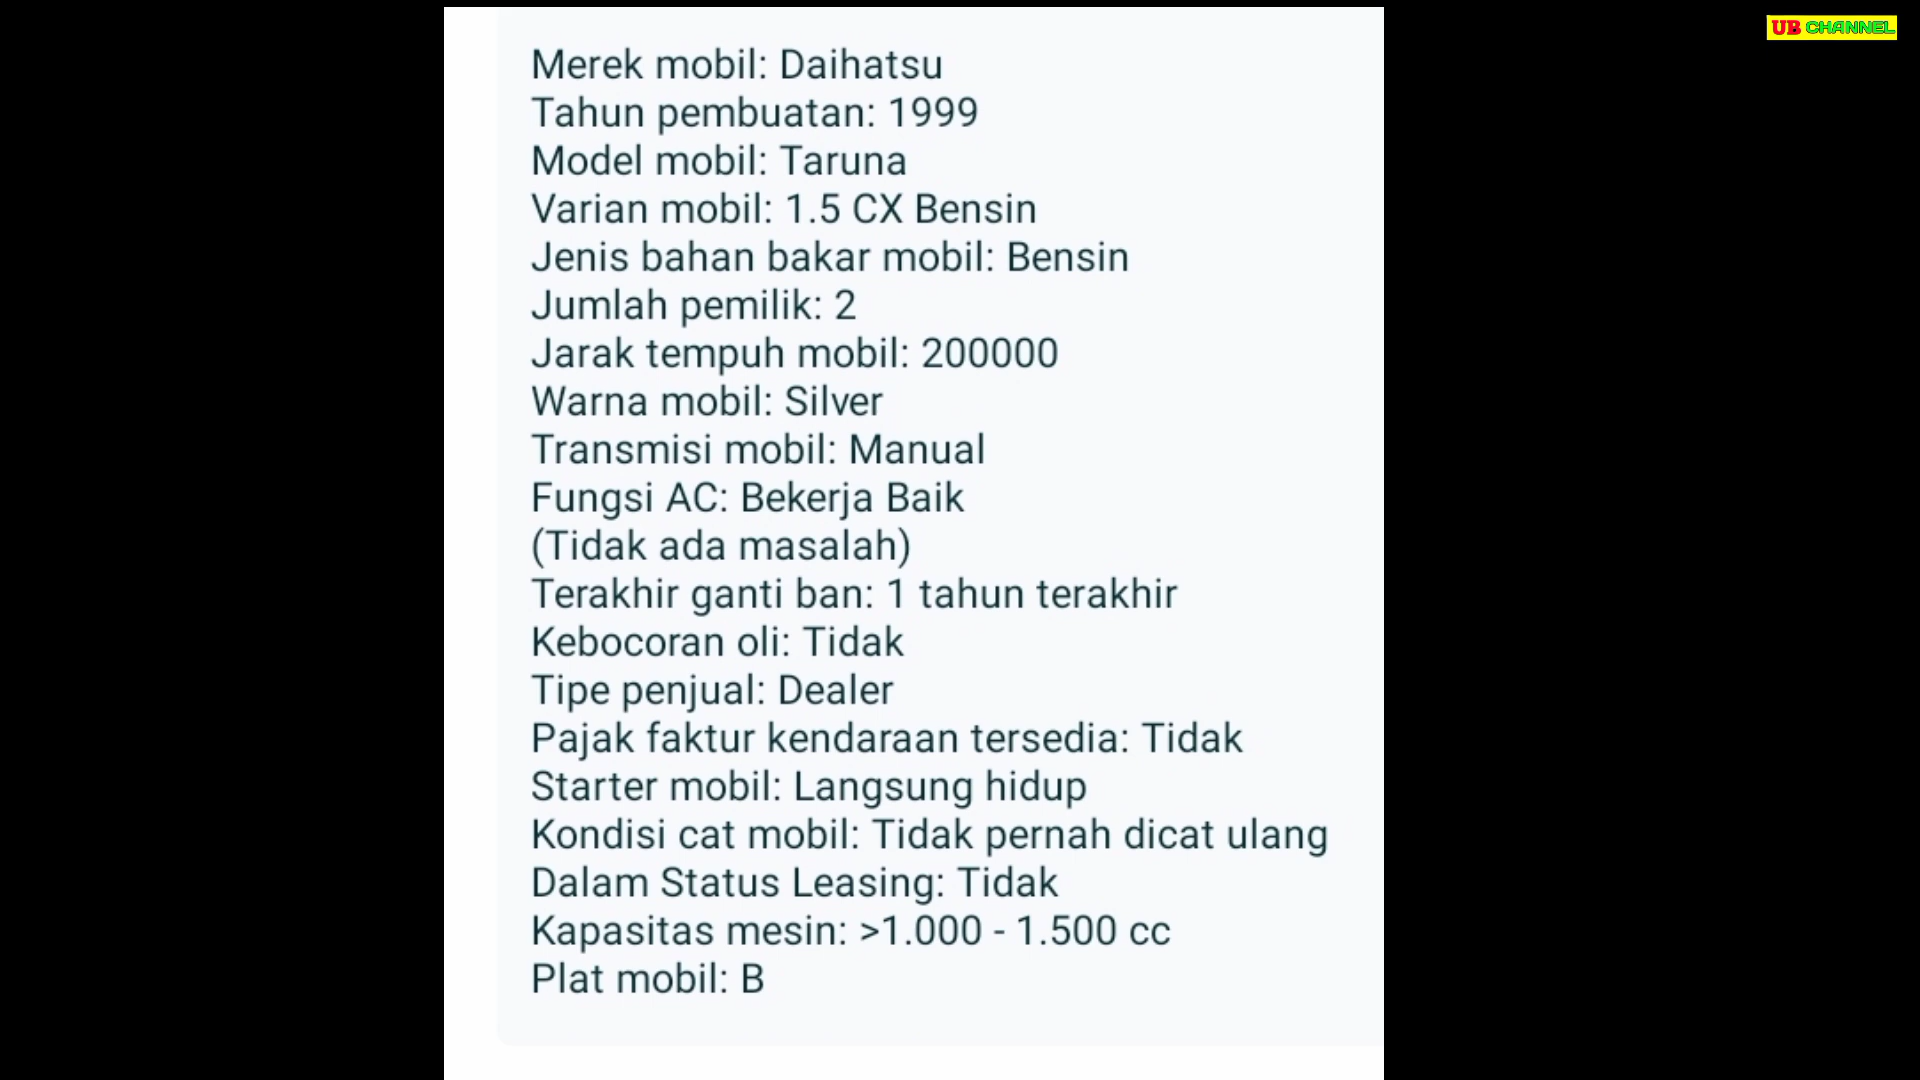 UB CHANNEL
Merek mobil: Daihatsu
Tahun pembuatan: 1999
Model mobil: Taruna
Varian mobil: 1.5 CX Bensin
Jenis bahan bakar mobil: Bensin
Jumlah pemilik: 2
Jarak tempuh mobil: 200000
Warna mobil: Silver
Transmisi mobil: Manual
Fungsi AC: Bekerja Baik
(Tidak ada masalah)
Terakhir ganti ban: 1 tahun terakhir
Kebocoran oli: Tidak
Tipe penjual: Dealer
Pajak faktur kendaraan tersedia: Tidak
Starter mobil: Langsung hidup
Kondisi cat mobil: Tidak pernah dicat ulang
Dalam Status Leasing: Tidak
Kapasitas mesin: >1.000 - 1.500 cc
Plat mobil: B